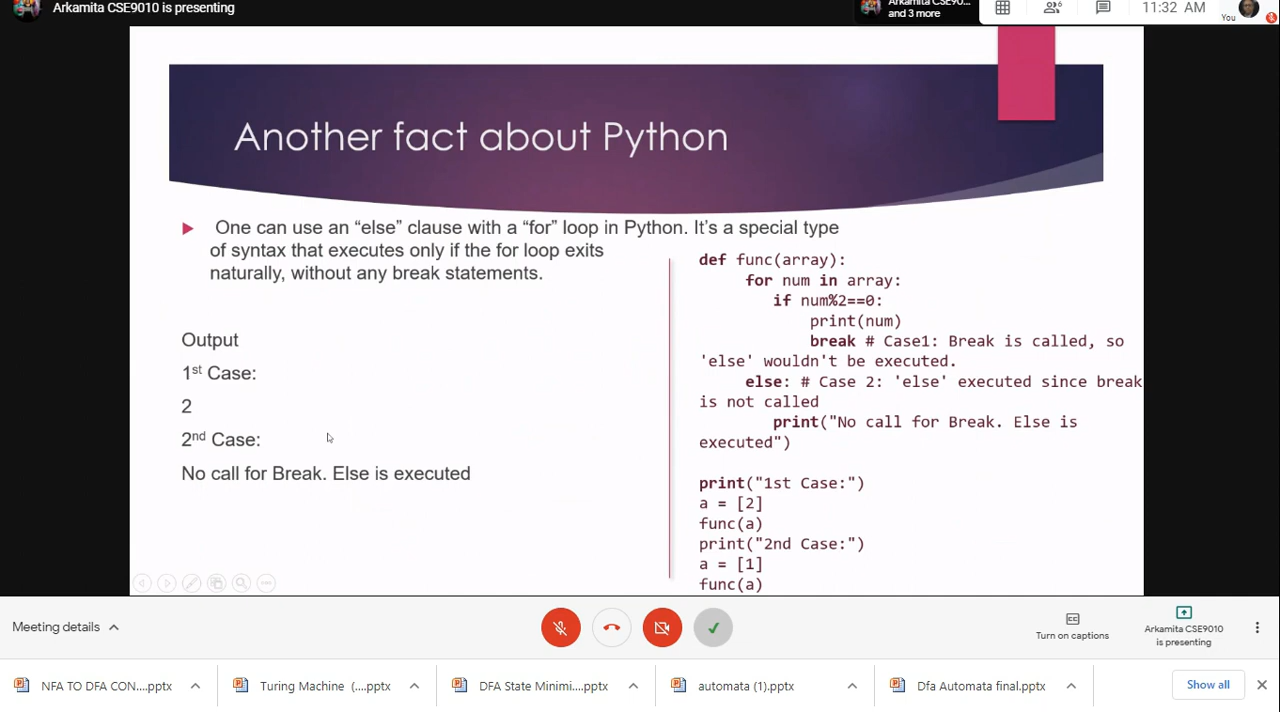 Arkamita CSE9010 is presenting
Arkamita CSE90...
and 3 more
6
11:32 AM
You
Another fact about Python
One can use an “else” clause with a “for” loop in Python. It’s a special type
of syntax that executes only if the for loop exits
naturally, without any break statements.
Output
1st Case:
2
2nd Case:
No call for Break. Else is executed
def func(array):
for num in array:
if num%2==0:
print(num)
break # Case1: Break is called, so
'else' wouldn't be executed.
else: # Case 2: 'else' executed since break
is not called
print("No call for Break. Else is
executed")
print("1st Case:")
a = [2]
func(a)
print("2nd Case:")
a = [1]
func(a)
Meeting details
CC
Turn on captions
Arkamita CSE9010
is presenting
NFA TO DFA CON....pptx
Turing Machine (....pptx
DFA State Minimi....pptx
automata (1).pptx
Dfa Automata final.pptx
Show all